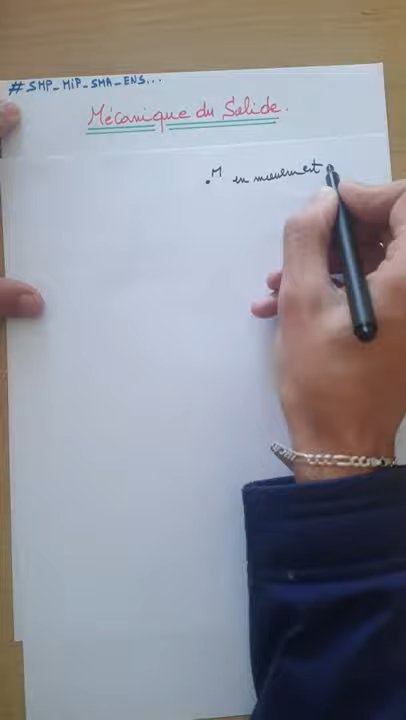 # SMP_MiP_SMA_ENS...
Mécanique du Solide.
.M en mouvement